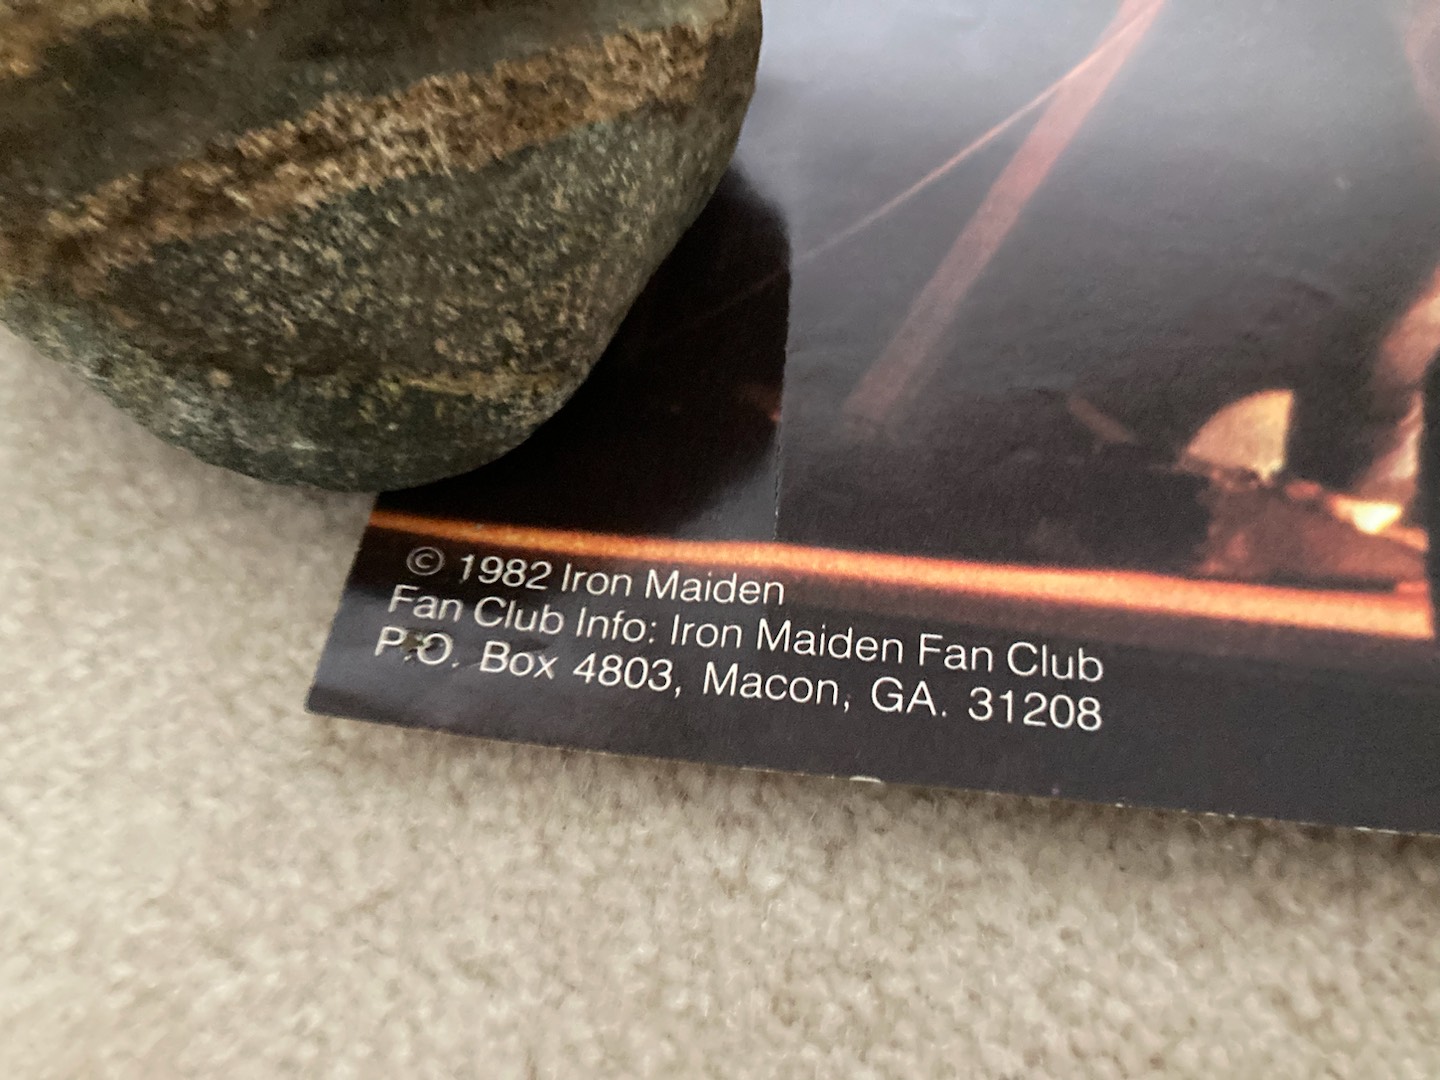 © 1982 Iron Maiden
Fan Club Info: Iron Maiden Fan Club
P.O. Box 4803, Macon, GA. 31208